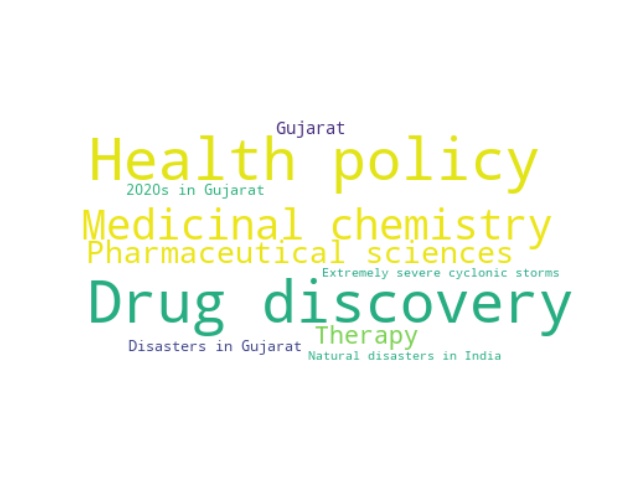 Gujarat
Health policy
2020s in Gujarat
Medicinal chemistry
Pharmaceutical sciences
Extremely severe cyclonic storms
Drug discovery
Therapy
Disasters in Gujarat
Natural disasters in India